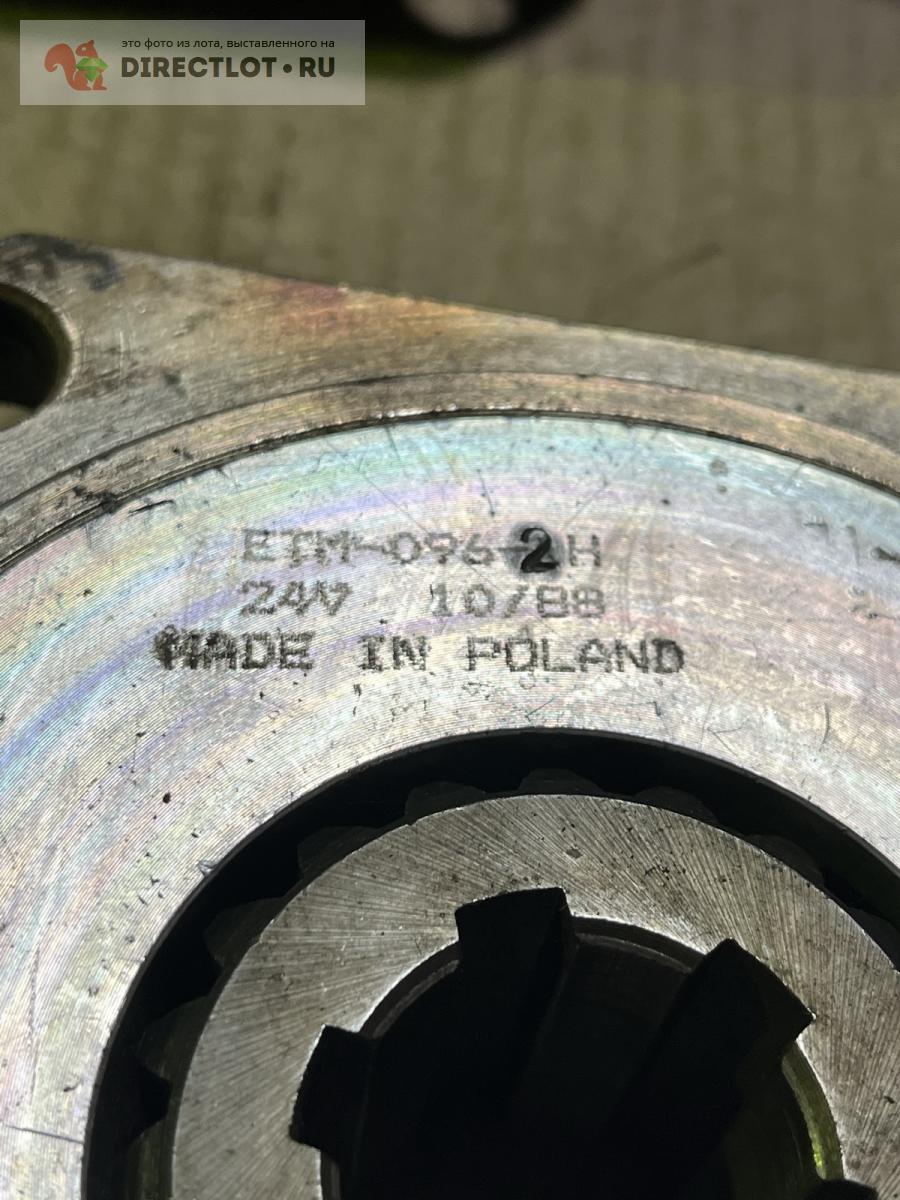 это фото из лота, выставленного на
DIRECTLOT•RU
ETM-096-2H
24V 10/88
MADE IN POLAND